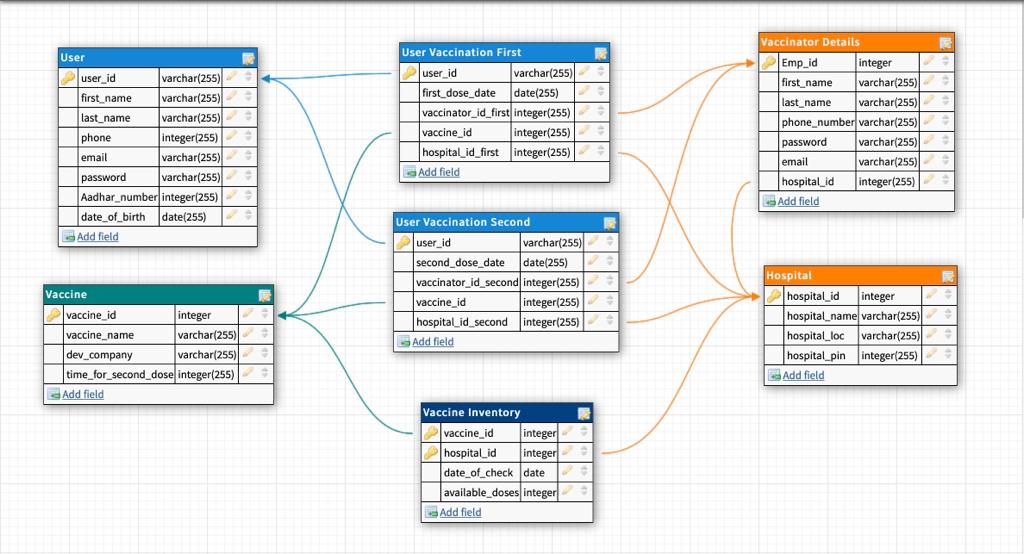 User
user_id varchar(255)
first_name varchar(255)
last_name varchar(255)
phone integer(255)
email varchar(255)
password varchar(255)
Aadhar_number integer(255)
date_of_birth date(255)
Add field
User Vaccination First
user_id varchar(255)
first_dose_date date(255)
vaccinator_id_first integer(255)
vaccine_id integer(255)
hospital_id_first integer(255)
Add field
Vaccinator Details
Emp_id integer
first_name varchar(255)
last_name varchar(255)
phone_number varchar(255)
password varchar(255)
email varchar(255)
hospital_id integer(255)
Add field
User Vaccination Second
user_id varchar(255)
second_dose_date date(255)
vaccinator_id_second integer(255)
vaccine_id integer(255)
hospital_id_second integer(255)
Add field
Vaccine
vaccine_id integer
vaccine_name varchar(255)
dev_company varchar(255)
time_for_second_dose integer(255)
Add field
Hospital
hospital_id integer
hospital_name varchar(255)
hospital_loc varchar(255)
hospital_pin integer(255)
Add field
Vaccine Inventory
vaccine_id integer
hospital_id integer
date_of_check date
available_doses integer
Add field